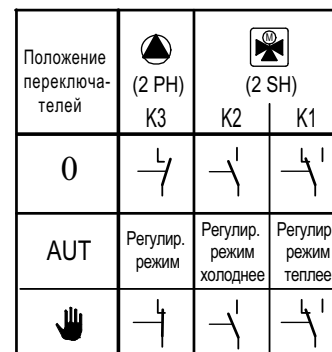 Положение
переключа-
телей
(2 PH)
K3
M
(2 SH)
K2 K1
0
AUT
Регулир.
режим
Регулир.
режим
холоднее
Регулир
режим
теплее